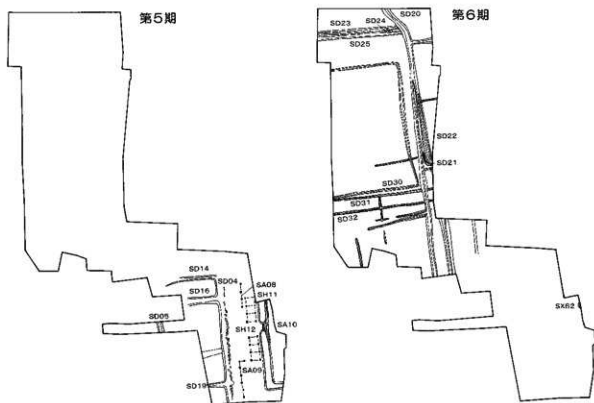 第5期
SD14
SD04
SD16
SA08
SH11
SD05
SH12
SA10
SA09
SD19
第6期
SD20
SD23
SD24
SD25
SD22
SD21
SD30
SD31
SD32
SX62